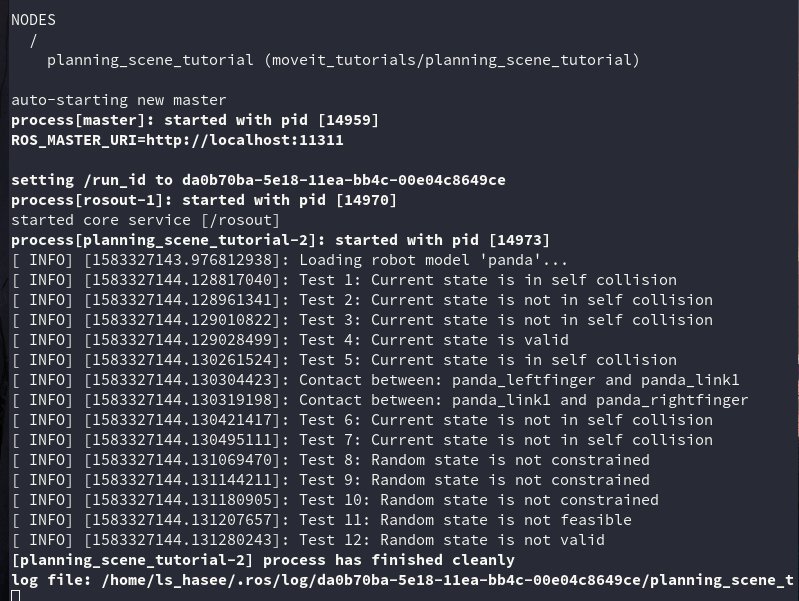 NODES
/
planning_scene_tutorial (moveit_tutorials/planning_scene_tutorial)
auto-starting new master
process[master]: started with pid [14959]
ROS_MASTER_URI=http://localhost:11311
setting /run_id to da0b70ba-5e18-11ea-bb4c-00e04c8649ce
process[rosout-1]: started with pid [14970]
started core service [/rosout]
process[planning_scene_tutorial-2]: started with pid [14973]
[ INFO] [1583327143.976812938]: Loading robot model 'panda'...
[ INFO] [1583327144.128817040]: Test 1: Current state is in self collision
[ INFO] [1583327144.128961341]: Test 2: Current state is not in self collision
[ INFO] [1583327144.129010822]: Test 3: Current state is not in self collision
[ INFO] [1583327144.129028499]: Test 4: Current state is valid
[ INFO] [1583327144.130261524]: Test 5: Current state is in self collision
[ INFO] [1583327144.130304423]: Contact between: panda_leftfinger and panda_link1
[ INFO] [1583327144.130319198]: Contact between: panda_link1 and panda_rightfinger
[ INFO] [1583327144.130421417]: Test 6: Current state is not in self collision
[ INFO] [1583327144.130495111]: Test 7: Current state is not in self collision
[ INFO] [1583327144.131069470]: Test 8: Random state is not constrained
[ INFO] [1583327144.131144211]: Test 9: Random state is not constrained
[ INFO] [1583327144.131180905]: Test 10: Random state is not constrained
[ INFO] [1583327144.131207657]: Test 11: Random state is not feasible
[ INFO] [1583327144.131280243]: Test 12: Random state is not valid
[planning_scene_tutorial-2] process has finished cleanly
log file: /home/ls_hasee/.ros/log/da0b70ba-5e18-11ea-bb4c-00e04c8649ce/planning_scene_t